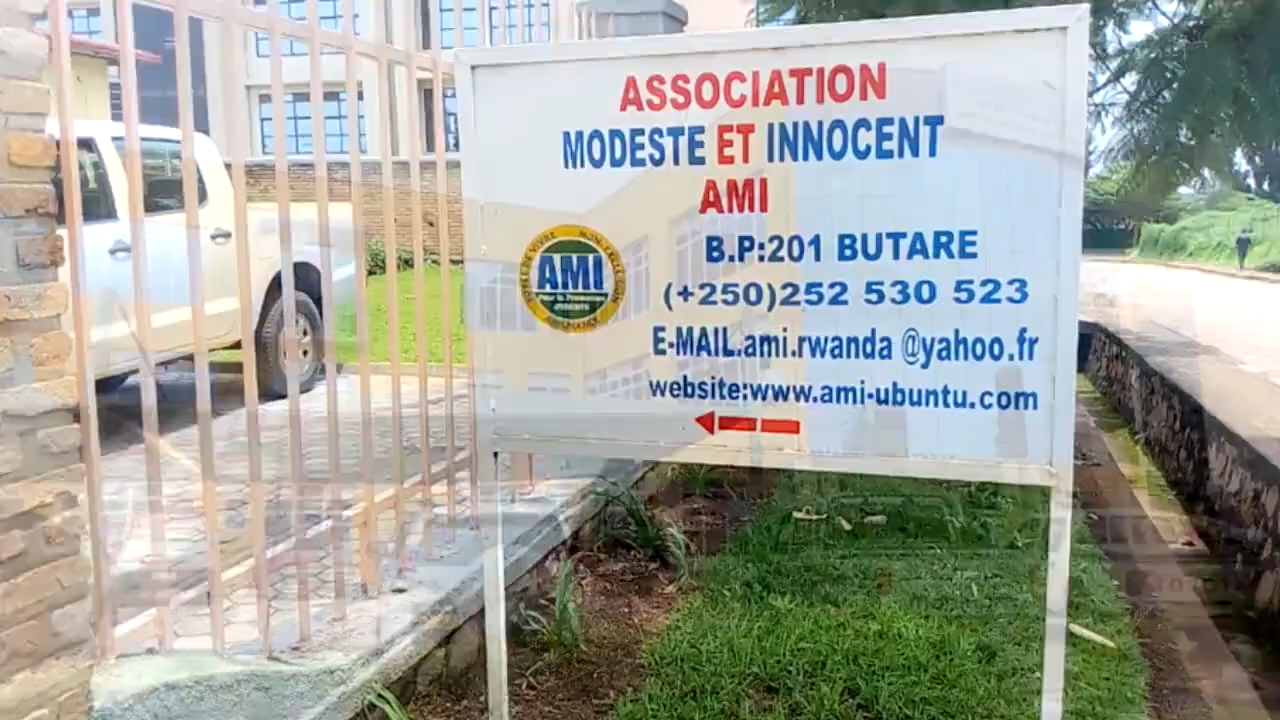 ASSOCIATION
MODESTE ET INNOCENT
AMI
B.P:201 BUTARE
(+250)252 530 523
E-MAIL.ami.rwanda @yahoo.fr
website:www.ami-ubuntu.com
AMI